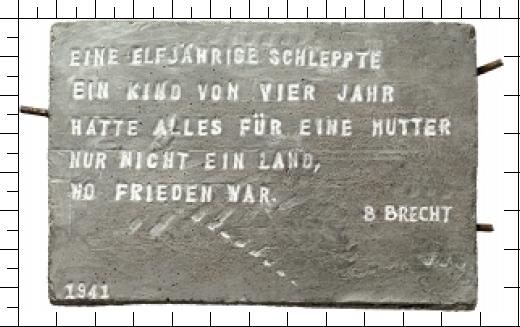 EINE ELFJÄHRIGE SCHLEPPTE
EIN KIND VON VIER JAHR
HATTE ALLES FÜR EINE MUTTER
NUR NICHT EIN LAND,
WO FRIEDEN WAR.
B BRECHT
1941